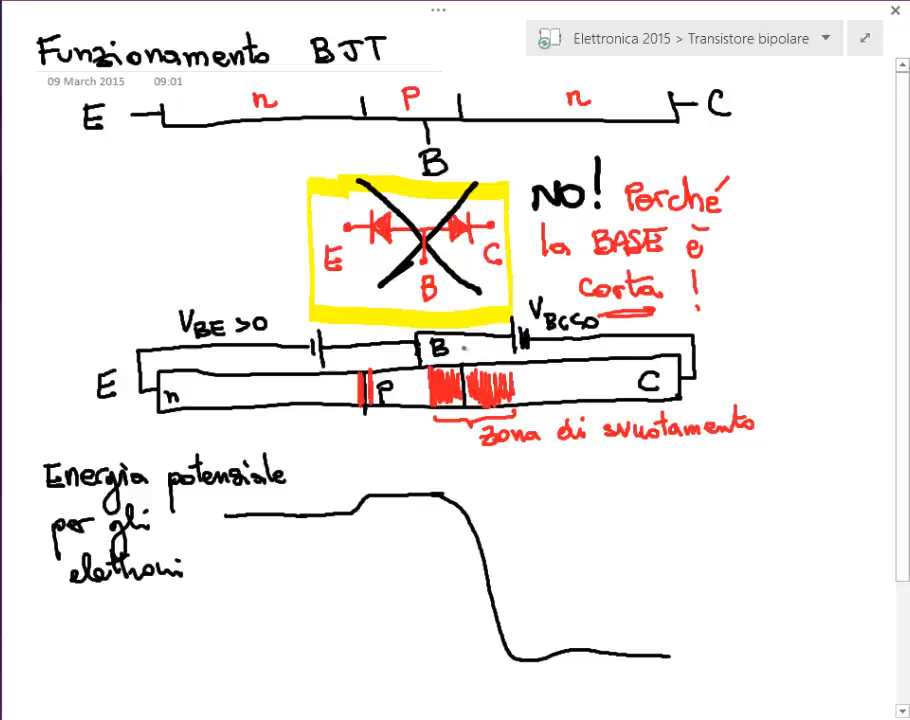 Funzionamento BJT
Elettronica 2015 > Transistore bipolare
09 March 2015 09:01
E n P n C
B
NO! Perché
la BASE è
corta !
E B C
VBE >0 VBC<0
B
E n P C
zona di svuotamento
Energia potenziale
per gli
elettroni